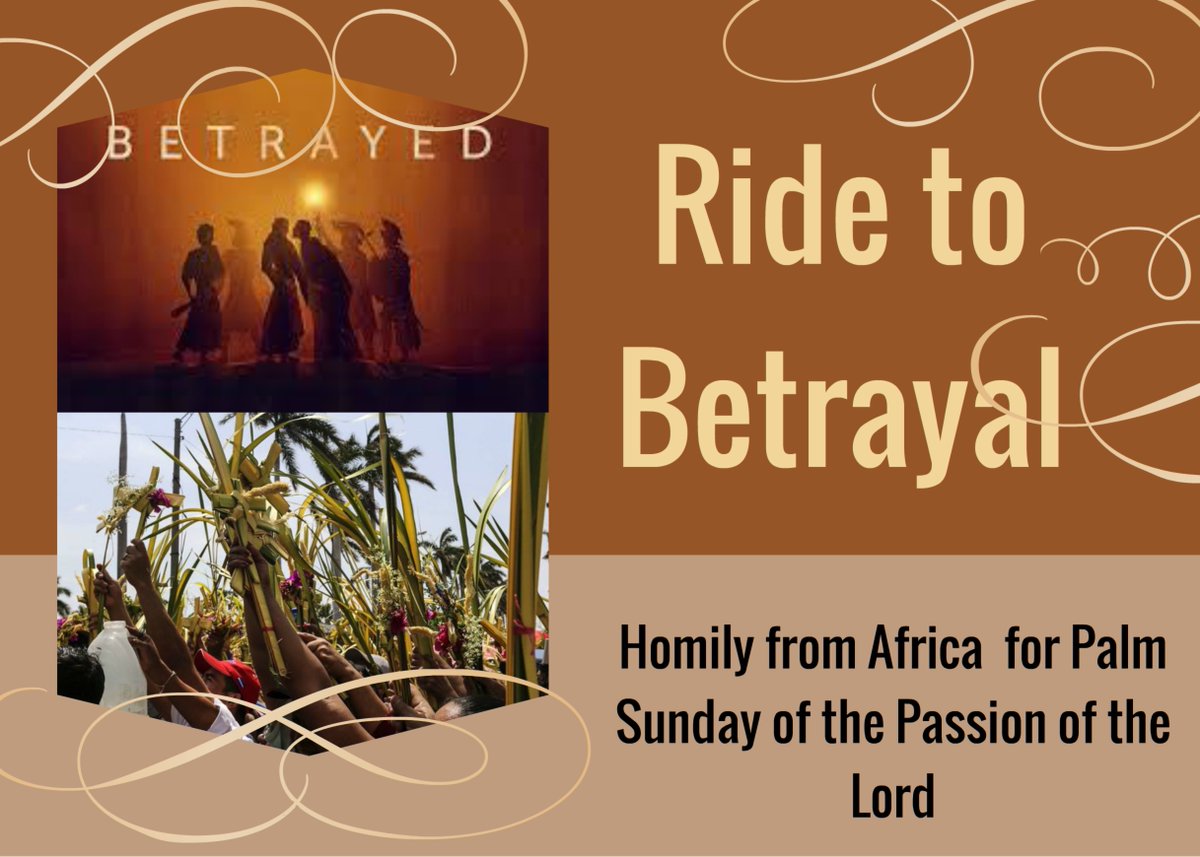 BETRAYED
Ride to
Betrayal
Homily from Africa for Palm
Sunday of the Passion of the
Lord